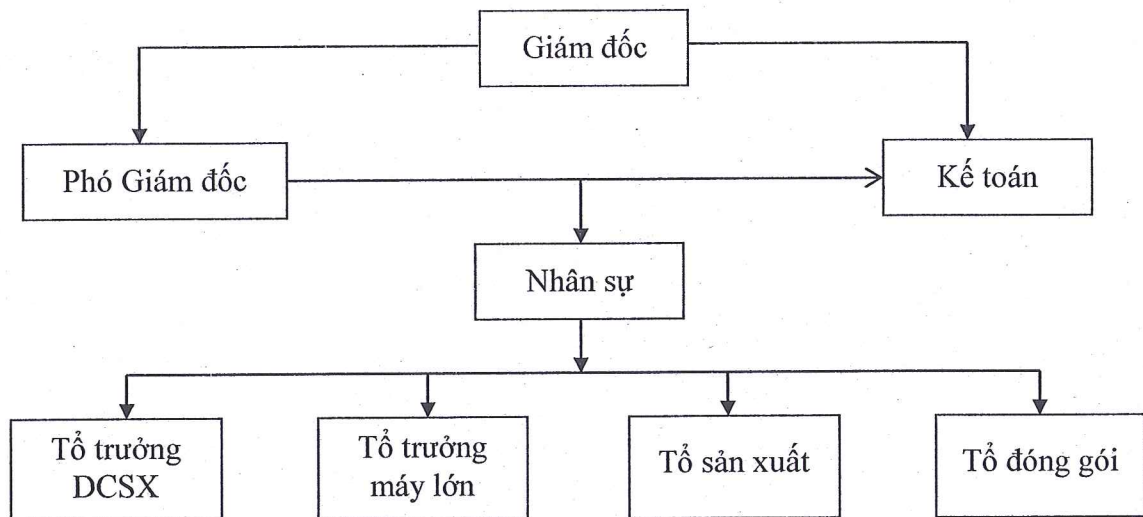 Giám đốc
Phó Giám đốc
Kế toán
Nhân sự
Tổ trưởng
DCSX
Tổ trưởng
máy lớn
Tổ sản xuất
Tổ đóng gói